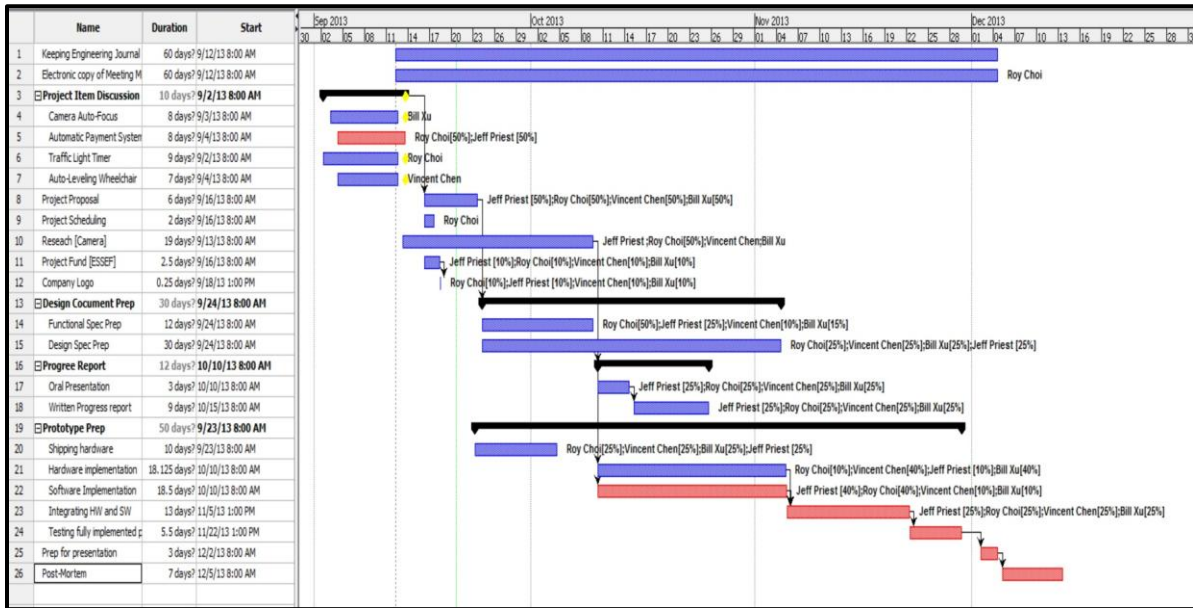 Name Duration Start
Sep 2013 Oct 2013 Nov 2013 Dec 2013
30 02 05 08 11 14 17 20 23 26 29 02 05 08 11 14 17 20 23 26 29 01 04 07 10 13 16 19 22 25 28 01 04 07 10 13 16 19 22 25 28
1 Keeping Engineering Journal 60 days? 9/12/13 8:00 AM
2 Electronic copy of Meeting M 60 days? 9/12/13 8:00 AM Roy Choi
3 Project Item Discussion 10 days? 9/2/13 8:00 AM
4 Camera Auto-Focus 8 days? 9/3/13 8:00 AM Bill Xu
5 Automatic Payment System 8 days? 9/4/13 8:00 AM Roy Choi[50%];Jeff Priest [50%]
6 Traffic Light Timer 9 days? 9/2/13 8:00 AM Roy Choi
7 Auto-Leveling Wheelchair 7 days? 9/4/13 8:00 AM Vincent Chen
8 Project Proposal 6 days? 9/16/13 8:00 AM Jeff Priest [50%];Roy Choi[50%];Vincent Chen[50%];Bill Xu[50%]
9 Project Scheduling 2 days? 9/16/13 8:00 AM Roy Choi
10 Reseach [Camera] 19 days? 9/13/13 8:00 AM Jeff Priest ;Roy Choi[50%];Vincent Chen;Bill Xu
11 Project Fund [ESSEF] 2.5 days? 9/16/13 8:00 AM Jeff Priest [10%];Roy Choi[10%];Vincent Chen[10%];Bill Xu[10%]
12 Company Logo 0.25 days? 9/18/13 1:00 PM Roy Choi[10%];Jeff Priest [10%];Vincent Chen[10%];Bill Xu[10%]
13 Design Cocument Prep 30 days? 9/24/13 8:00 AM
14 Functional Spec Prep 12 days? 9/24/13 8:00 AM Roy Choi[50%];Jeff Priest [25%];Vincent Chen[10%];Bill Xu[15%]
15 Design Spec Prep 30 days? 9/24/13 8:00 AM Roy Choi[25%];Vincent Chen[25%];Bill Xu[25%];Jeff Priest [25%]
16 Progree Report 12 days? 10/10/13 8:00 AM
17 Oral Presentation 3 days? 10/10/13 8:00 AM Jeff Priest [25%];Roy Choi[25%];Vincent Chen[25%];Bill Xu[25%]
18 Written Progress report 9 days? 10/15/13 8:00 AM Jeff Priest [25%];Roy Choi[25%];Vincent Chen[25%];Bill Xu[25%]
19 Prototype Prep 50 days? 9/23/13 8:00 AM
20 Shipping hardware 10 days? 9/23/13 8:00 AM Roy Choi[25%];Vincent Chen[25%];Bill Xu[25%];Jeff Priest [25%]
21 Hardware implementation 18.125 days? 10/10/13 8:00 AM Roy Choi[10%];Vincent Chen[40%];Jeff Priest [10%];Bill Xu[40%]
22 Software Implementation 18.5 days? 10/10/13 8:00 AM Jeff Priest [40%];Roy Choi[40%];Vincent Chen[10%];Bill Xu[10%]
23 Integrating HW and SW 13 days? 11/5/13 1:00 PM Jeff Priest [25%];Roy Choi[25%];Vincent Chen[25%];Bill Xu[25%]
24 Testing fully implemented p 5.5 days? 11/22/13 1:00 PM
25 Prep for presentation 3 days? 12/2/13 8:00 AM
26 Post-Mortem 7 days? 12/5/13 8:00 AM